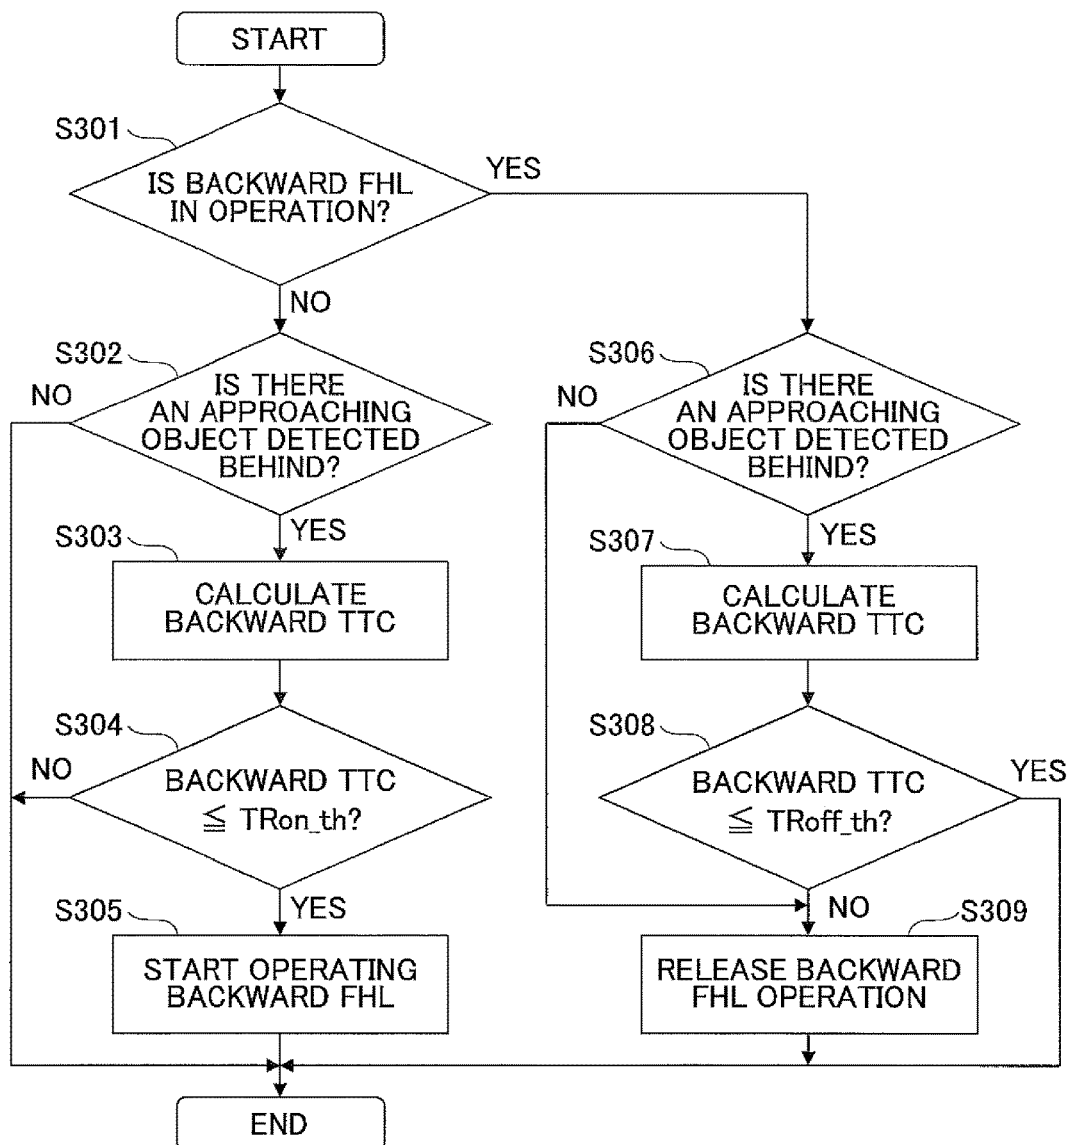 START
S301
IS BACKWARD FHL
IN OPERATION?
YES
NO
S302
NO
IS THERE
AN APPROACHING
OBJECT DETECTED
BEHIND?
YES
S303
CALCULATE
BACKWARD TTC
S304
NO
BACKWARD TTC
≦ TRon_th?
YES
S305
START OPERATING
BACKWARD FHL
S306
NO
IS THERE
AN APPROACHING
OBJECT DETECTED
BEHIND?
YES
S307
CALCULATE
BACKWARD TTC
S308
YES
BACKWARD TTC
≦ TRoff_th?
NO
S309
RELEASE BACKWARD
FHL OPERATION
END